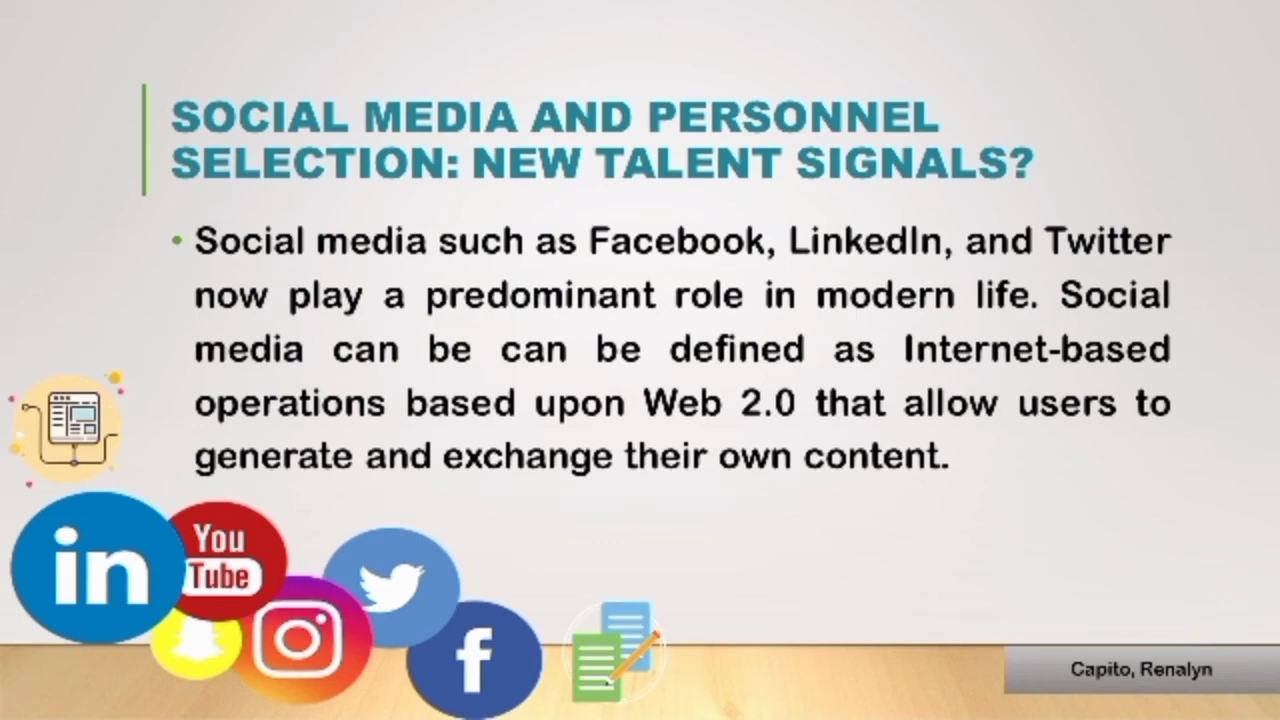 SOCIAL MEDIA AND PERSONNEL
SELECTION: NEW TALENT SIGNALS?
• Social media such as Facebook, LinkedIn, and Twitter
now play a predominant role in modern life. Social
media can be can be defined as Internet-based
operations based upon Web 2.0 that allow users to
generate and exchange their own content.
in
You
Tube
f
Capito, Renalyn